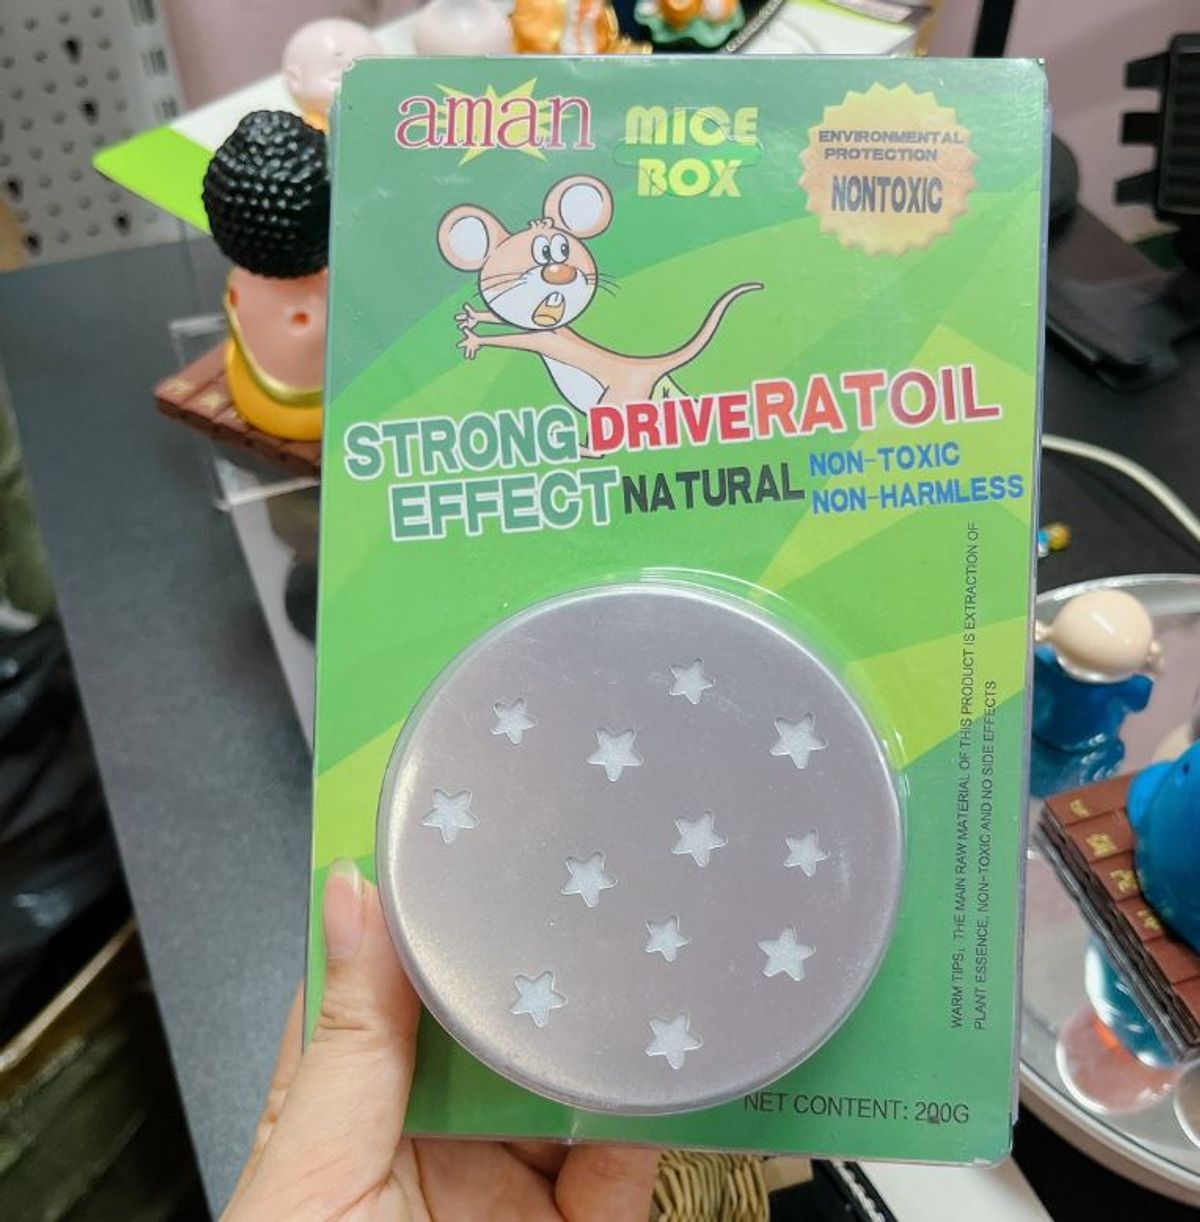 aman
MICE
BOX
ENVIRONMENTAL
PROTECTION
NONTOXIC
STRONG DRIVERATOIL
EFFECT NATURAL NON-TOXIC
NON-HARMLESS
WARM TIPS: THE MAIN RAW MATERIAL OF THIS PRODUCT IS EXTRACTION OF
PLANT ESSENCE, NON-TOXIC AND NO SIDE EFFECTS
NET CONTENT: 200G